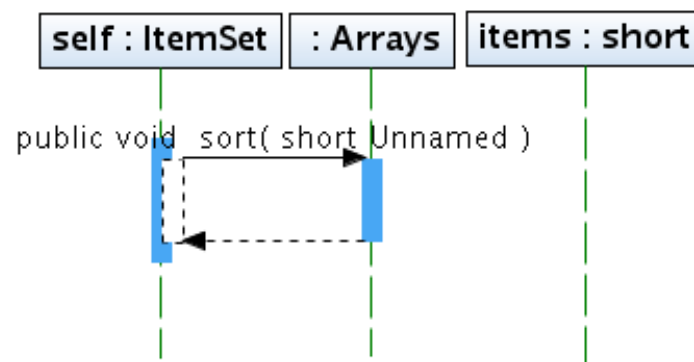 self : ItemSet
: Arrays
items : short
public void sort( short Unnamed )